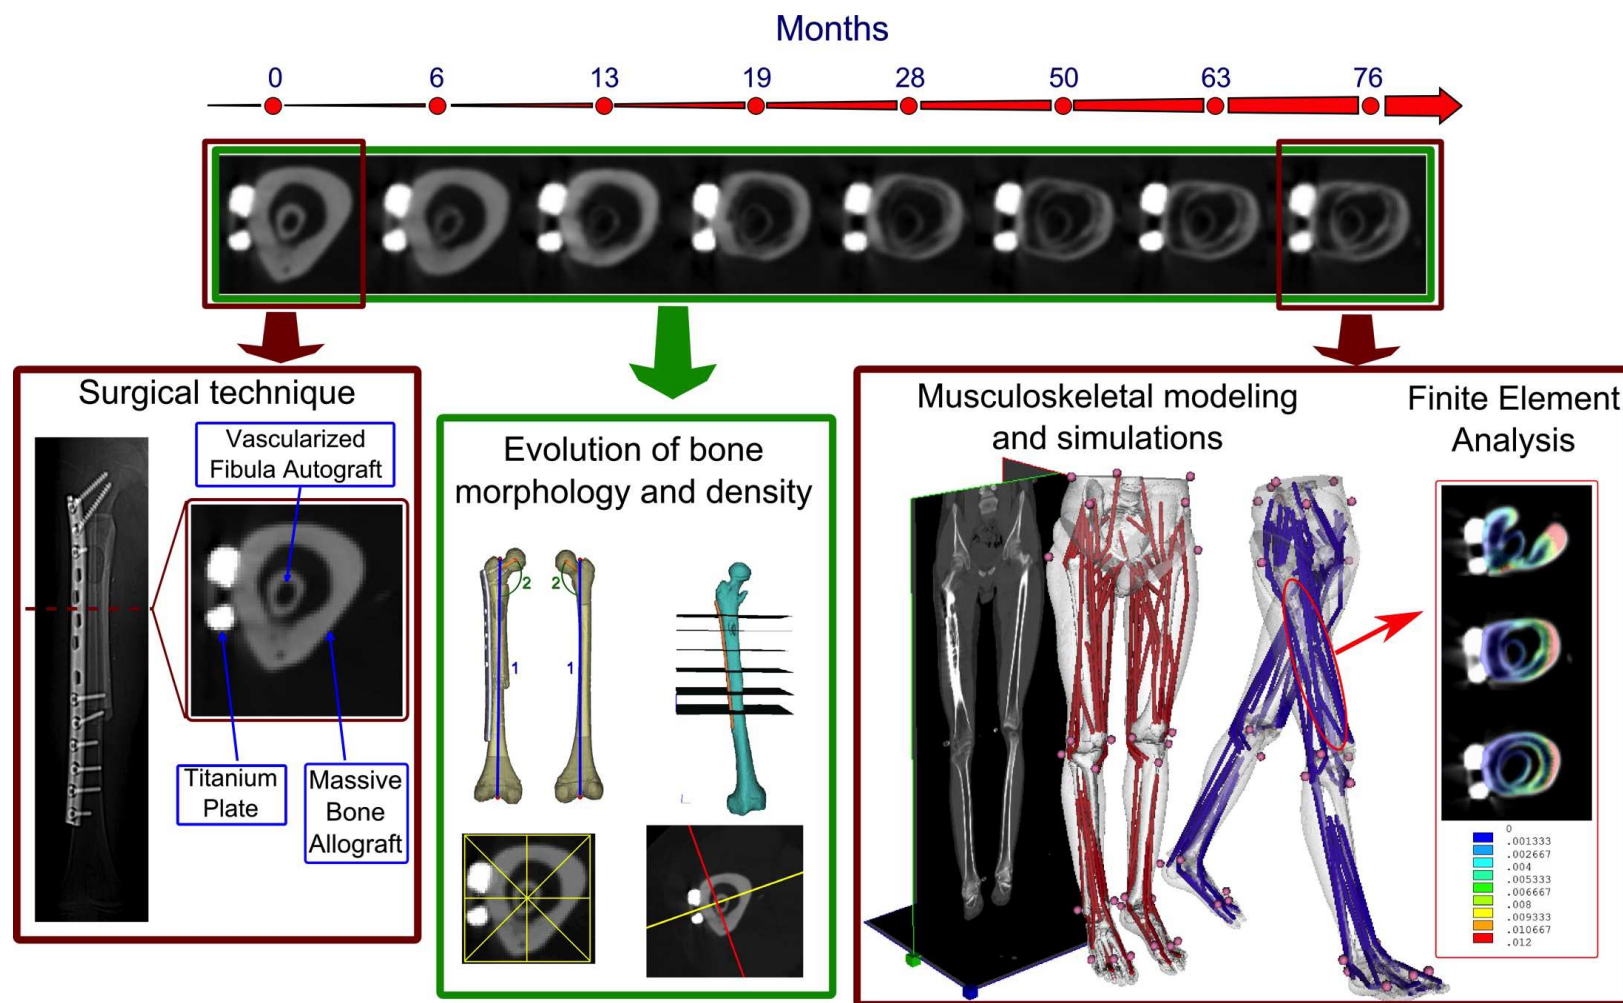 Months
0 6 13 19 28 50 63 76
Surgical technique
Vascularized
Fibula Autograft
Titanium
Plate
Massive
Bone
Allograft
Evolution of bone
morphology and density
2 2
1 1
Musculoskeletal modeling
and simulations
Finite Element
Analysis
0
.001333
.002667
.004
.005333
.006667
.008
.009333
.010667
.012